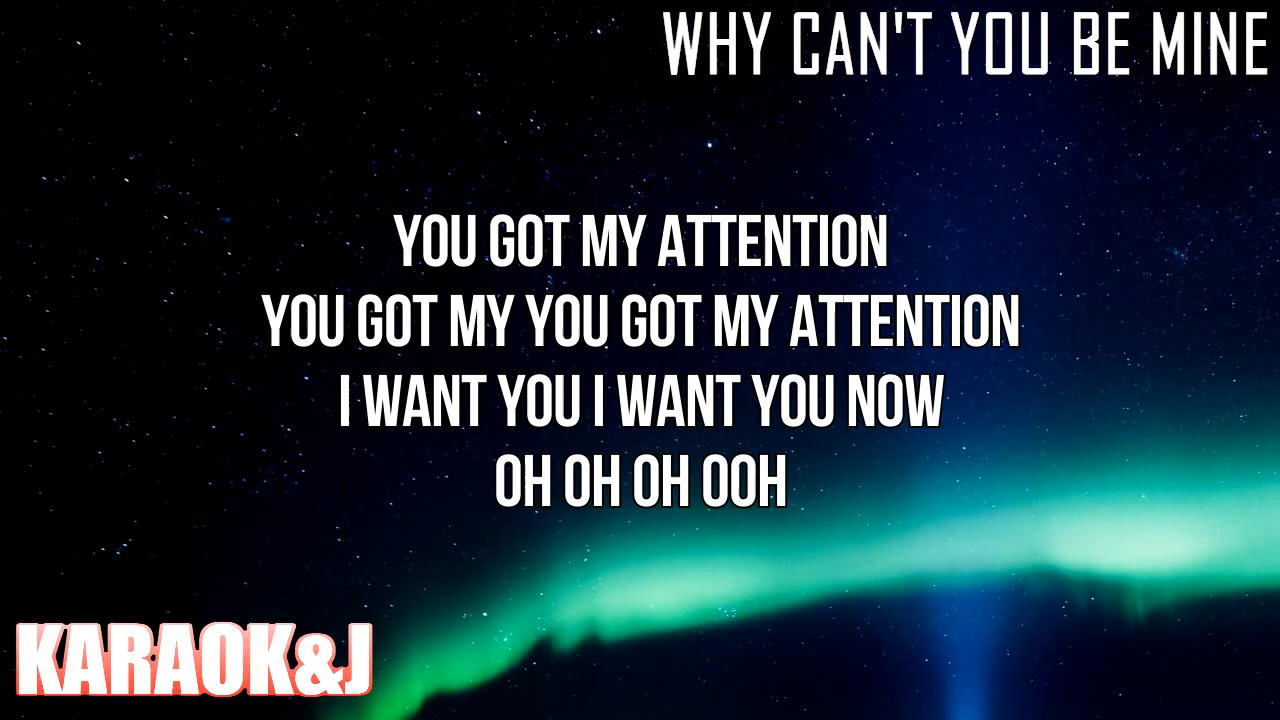 WHY CAN'T YOU BE MINE
YOU GOT MY ATTENTION
YOU GOT MY YOU GOT MY ATTENTION
I WANT YOU I WANT YOU NOW
OH OH OH OOH
KARAOK&J